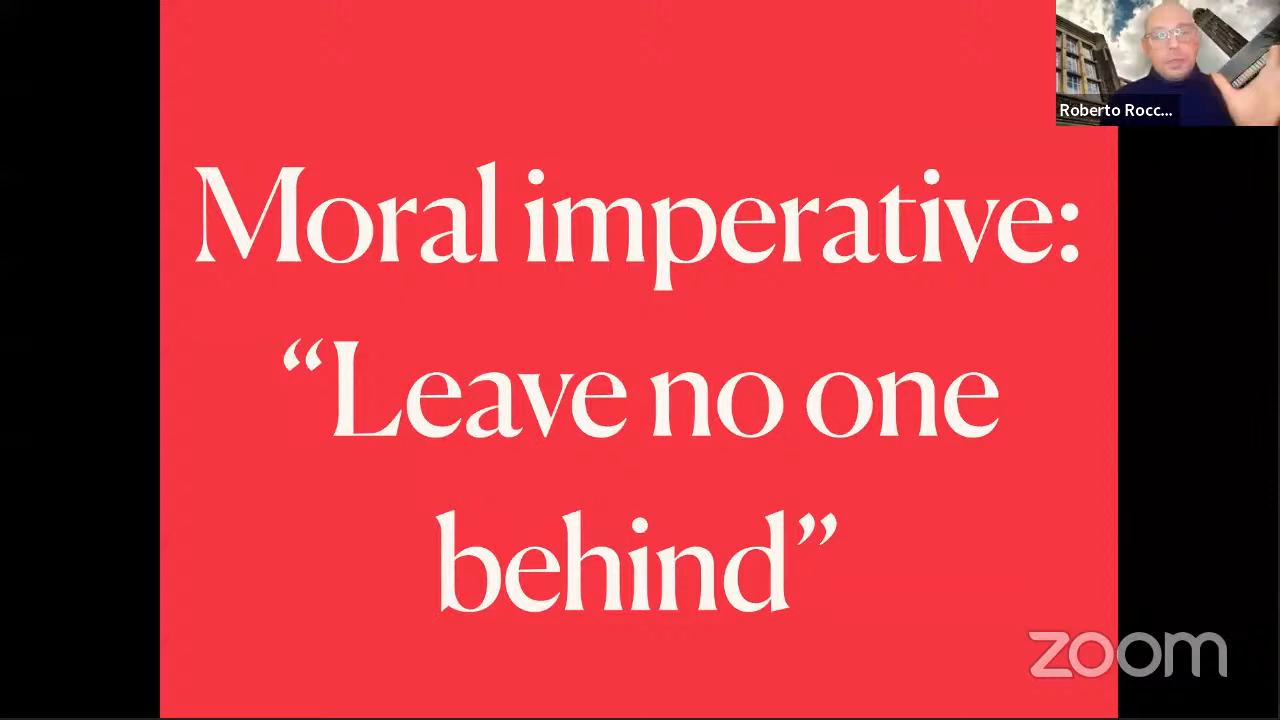 Roberto Rocc...
Moral imperative:
“Leave no one
behind”
zoom